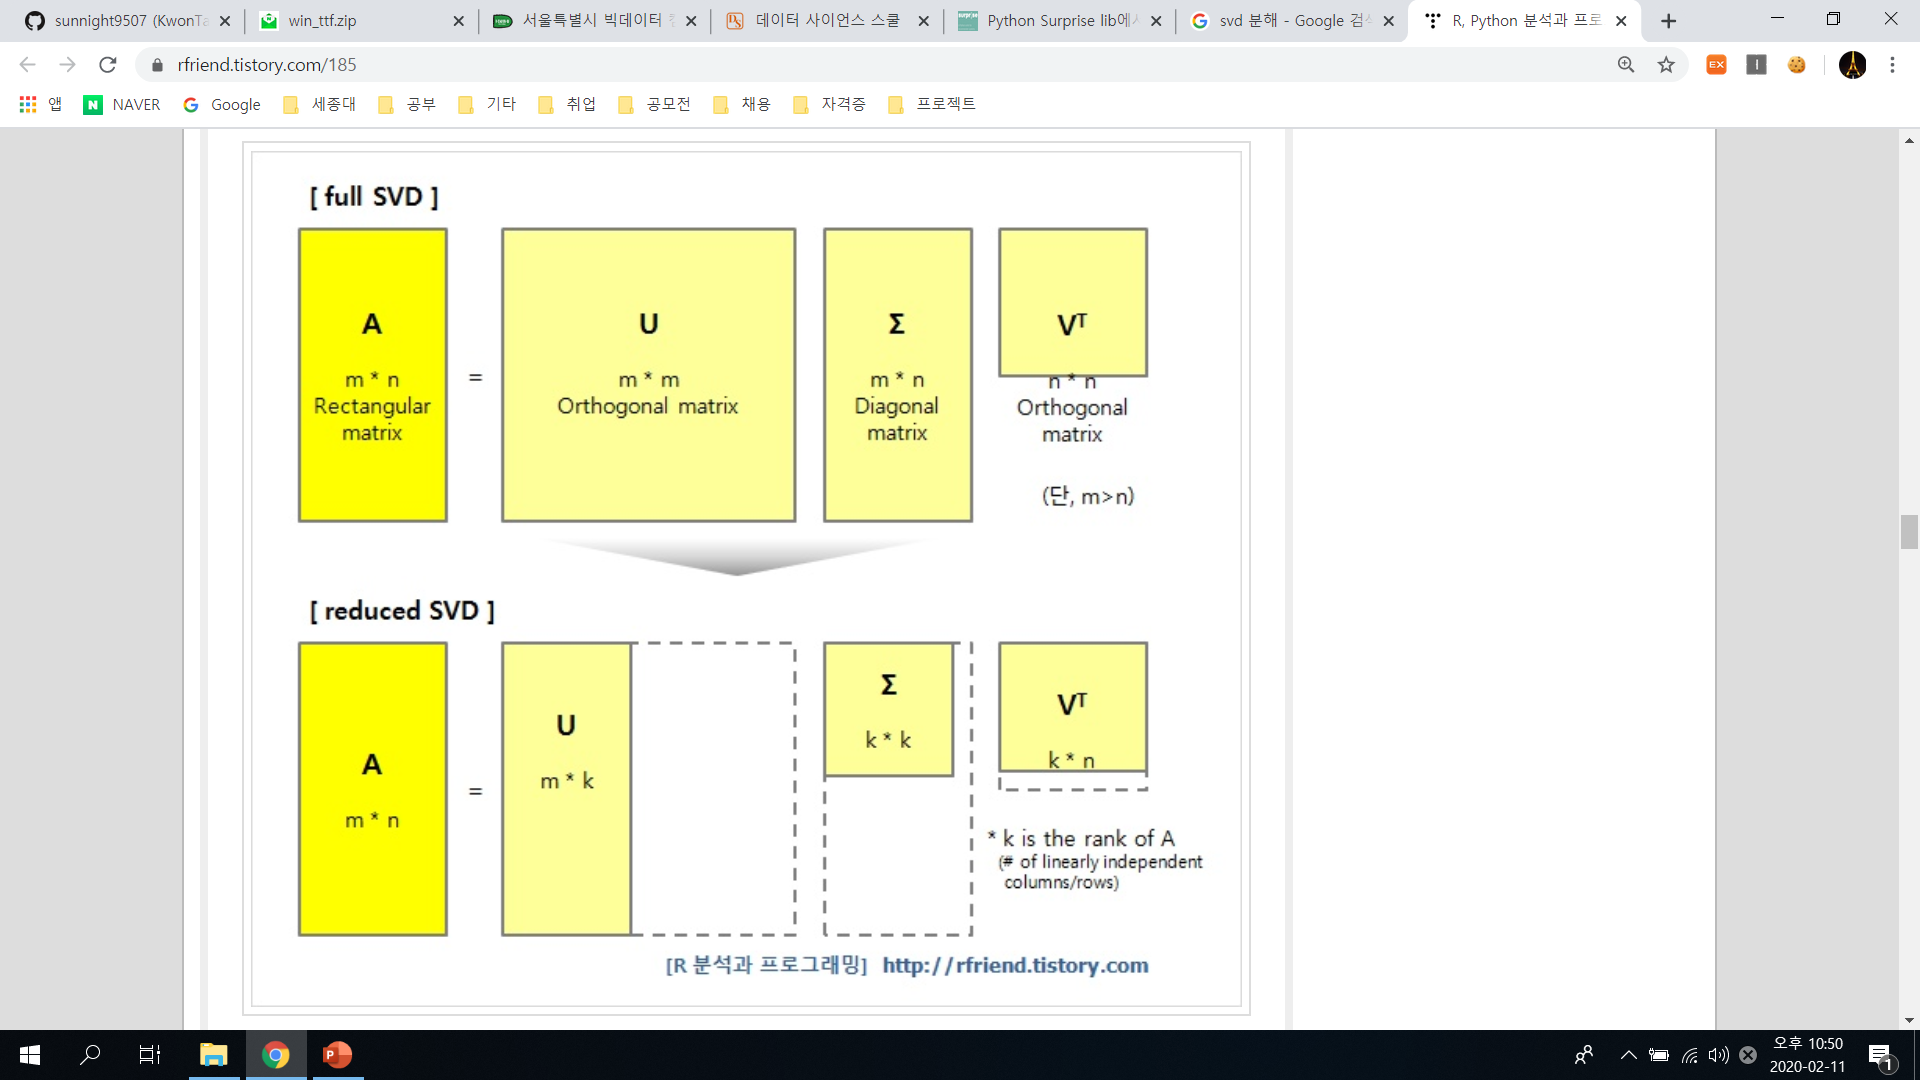 sunnight9507 (KwonTa
win_ttf.zip
서울특별시 빅데이터
데이터 사이언스 스쿨
Python Surprise lib에서
svd 분해 - Google 검색
R, Python 분석과 프로
rfriend.tistory.com/185
EX
앱
NAVER
Google
세종대
공부
기타
취업
공모전
채용
자격증
프로젝트
[ full SVD ]
A
m * n
Rectangular
matrix
=
U
m * m
Orthogonal matrix
Σ
m * n
Diagonal
matrix
Vᵀ
n * n
Orthogonal
matrix
(단, m>n)
[ reduced SVD ]
A
m * n
=
U
m * k
Σ
k * k
Vᵀ
k * n
* k is the rank of A
(# of linearly independent
columns/rows)
[R 분석과 프로그래밍] http://rfriend.tistory.com
오후 10:50
2020-02-11
1